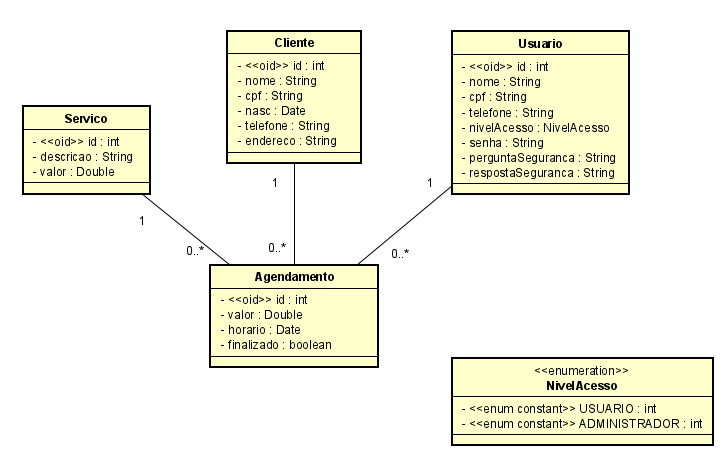 Cliente
- <<oid>> id : int
- nome : String
- cpf : String
- nasc : Date
- telefone : String
- endereco : String
Usuario
- <<oid>> id : int
- nome : String
- cpf : String
- telefone : String
- nivelAcesso : NivelAcesso
- senha : String
- perguntaSeguranca : String
- respostaSeguranca : String
Servico
- <<oid>> id : int
- descricao : String
- valor : Double
1
1
1
0..*
0..*
0..*
Agendamento
- <<oid>> id : int
- valor : Double
- horario : Date
- finalizado : boolean
<<enumeration>>
NivelAcesso
- <<enum constant>> USUARIO : int
- <<enum constant>> ADMINISTRADOR : int